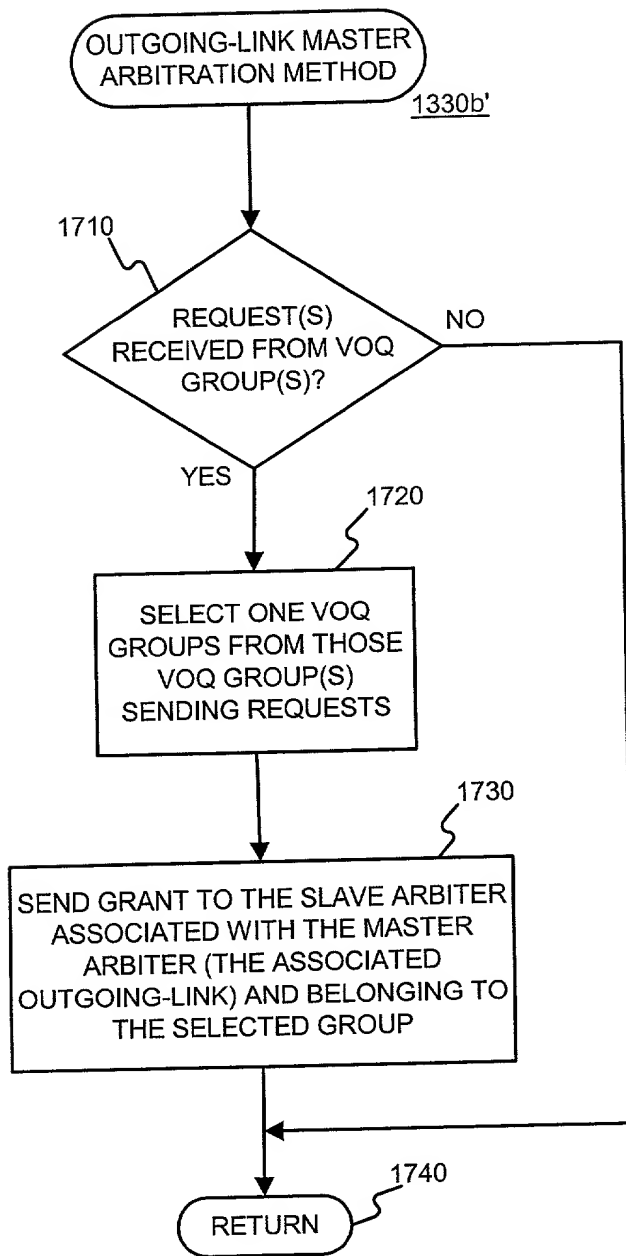 OUTGOING-LINK MASTER
ARBITRATION METHOD
1330b'
1710
REQUEST(S)
RECEIVED FROM VOQ
GROUP(S)?
NO
YES
1720
SELECT ONE VOQ
GROUPS FROM THOSE
VOQ GROUP(S)
SENDING REQUESTS
1730
SEND GRANT TO THE SLAVE ARBITER
ASSOCIATED WITH THE MASTER
ARBITER (THE ASSOCIATED
OUTGOING-LINK) AND BELONGING TO
THE SELECTED GROUP
1740
RETURN